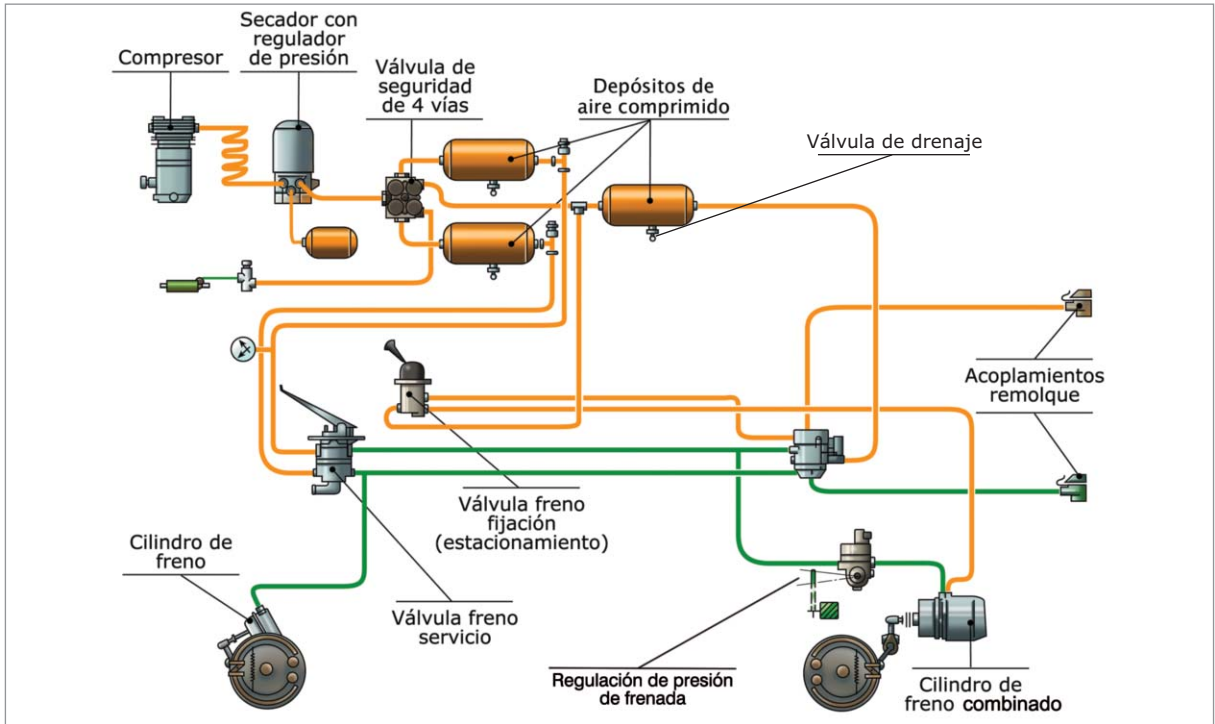 Compresor
Secador con
regulador
de presión
Válvula de
seguridad
de 4 vías
Depósitos de
aire comprimido
Válvula de drenaje
Acoplamientos
remolque
Válvula freno
fijación
(estacionamiento)
Cilindro de
freno
Válvula freno
servicio
Regulación de presión
de frenada
Cilindro de
freno combinado